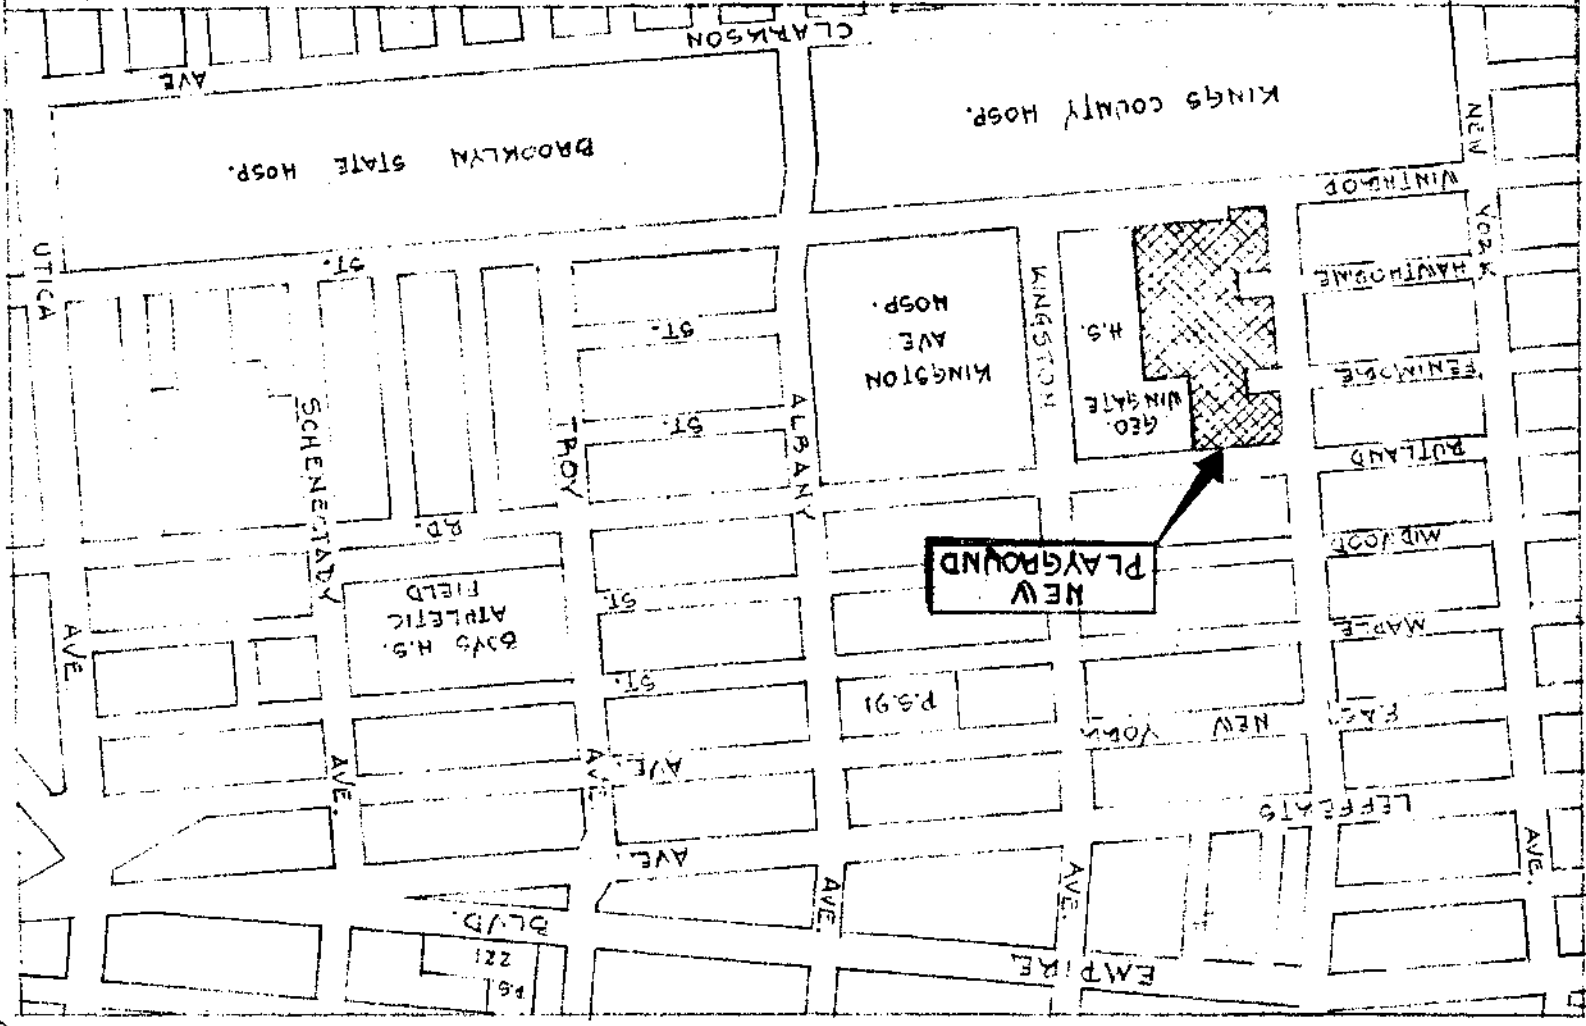 EMPIRE
BLVD.
P.S.
221
LEFFERTS
AVE.
EAST
NEW YORK
AVE.
P.S.91
MAPLE
ST.
BOYS H.S.
ATHLETIC
FIELD
MIDWOOD
ST.
NEW
PLAYGROUND
RUTLAND
RD.
GEO.
WINGATE
H.S.
KINGSTON
AVE
HOSP.
FENIMORE
ST.
HAWTHORNE
ST.
WINTHROP
ST.
KINGS COUNTY HOSP.
BROOKLYN STATE HOSP.
CLARKSON
AVE
NEW
YORK
AVE.
KINGSTON
AVE.
ALBANY
AVE.
TROY
AVE.
SCHENECTADY
AVE.
UTICA
AVE.